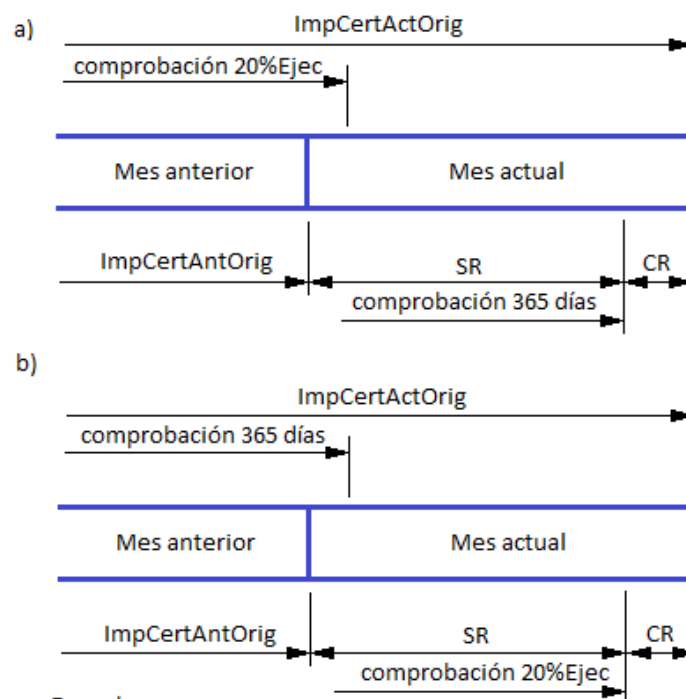 a)
ImpCertActOrig
comprobación 20%Ejec
Mes anterior
Mes actual
ImpCertAntOrig
SR
CR
comprobación 365 días
b)
ImpCertActOrig
comprobación 365 días
Mes anterior
Mes actual
ImpCertAntOrig
SR
CR
comprobación 20%Ejec